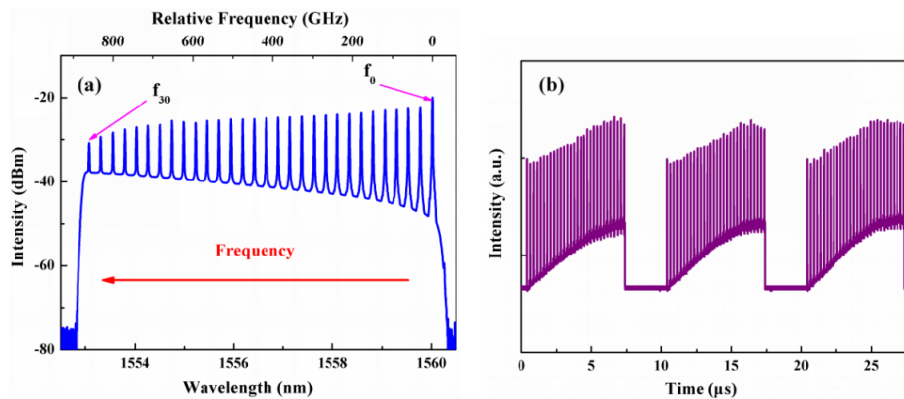 Relative Frequency (GHz)
800 600 400 200 0
-10
(a)
f30
f0
-20
-40
-60
-80
Intensity (dBm)
Frequency
1554 1556 1558 1560
Wavelength (nm)
(b)
Intensity (a.u.)
0 5 10 15 20 25
Time (µs)